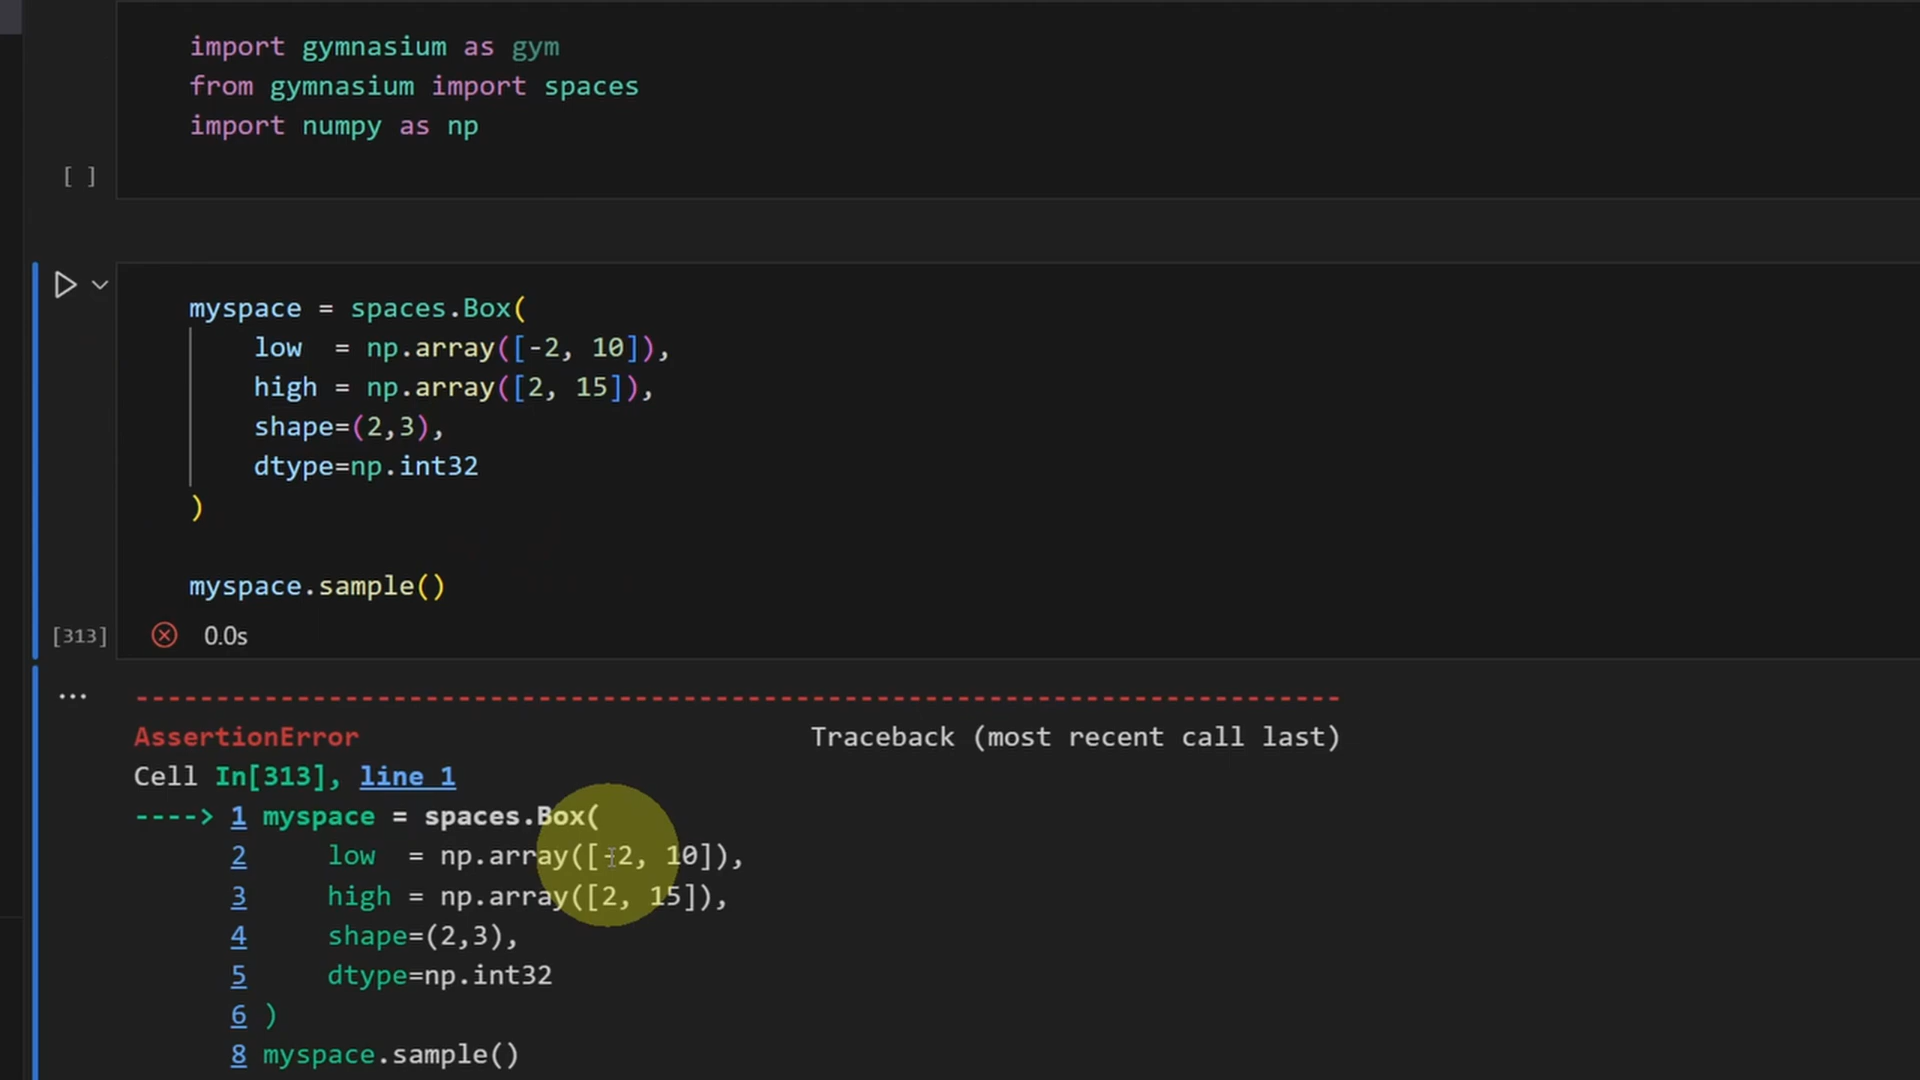 import gymnasium as gym
from gymnasium import spaces
import numpy as np
[ ]
myspace = spaces.Box(
    low  = np.array([-2, 10]),
    high = np.array([2, 15]),
    shape=(2,3),
    dtype=np.int32
)
myspace.sample()
[313] 0.0s
...
---------------------------------------------------------------------------
AssertionError                            Traceback (most recent call last)
Cell In[313], line 1
----> 1 myspace = spaces.Box(
      2     low  = np.array([-2, 10]),
      3     high = np.array([2, 15]),
      4     shape=(2,3),
      5     dtype=np.int32
      6 )
      8 myspace.sample()